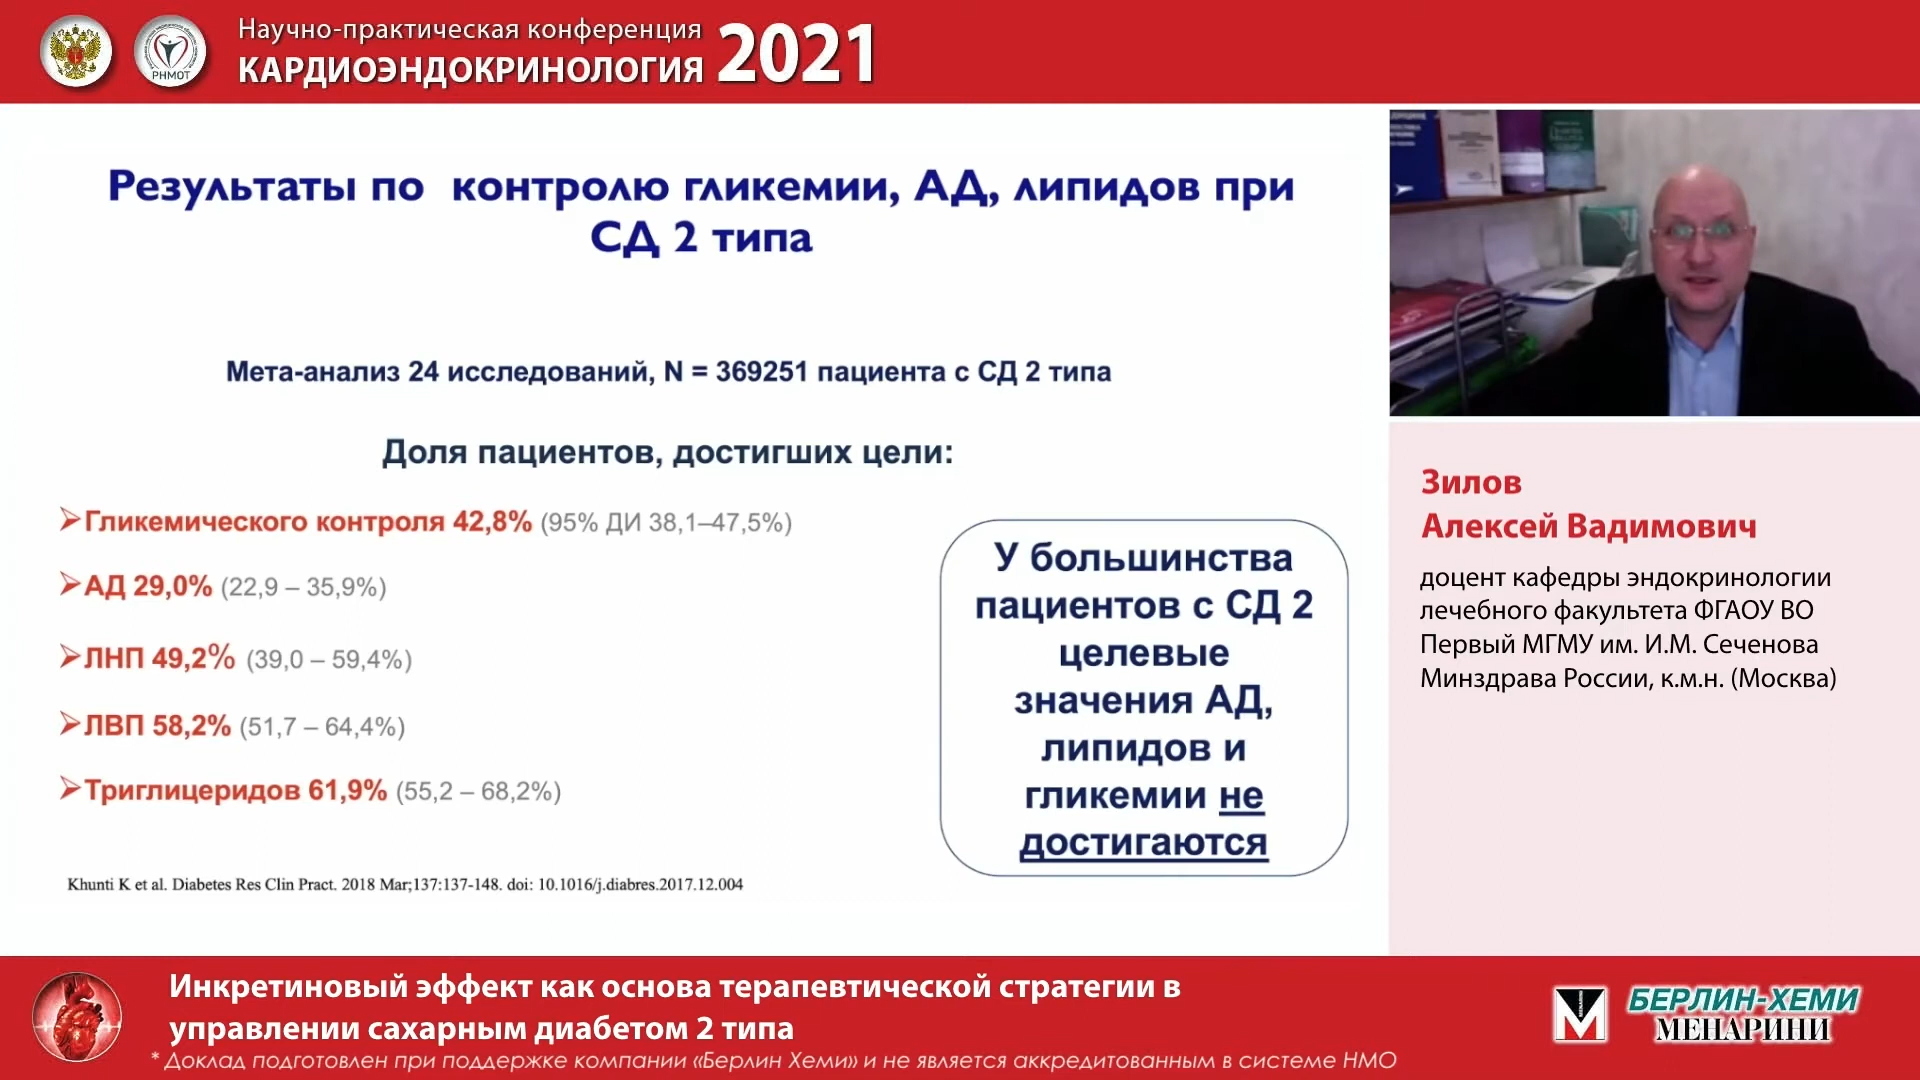 Научно-практическая конференция
КАРДИОЭНДОКРИНОЛОГИЯ 2021
РНМОТ
Результаты по контролю гликемии, АД, липидов при
СД 2 типа
Мета-анализ 24 исследований, N = 369251 пациента с СД 2 типа
Доля пациентов, достигших цели:
Гликемического контроля 42,8% (95% ДИ 38,1–47,5%)
АД 29,0% (22,9 – 35,9%)
ЛНП 49,2% (39,0 – 59,4%)
ЛВП 58,2% (51,7 – 64,4%)
Триглицеридов 61,9% (55,2 – 68,2%)
У большинства
пациентов с СД 2
целевые
значения АД,
липидов и
гликемии не
достигаются
Khunti K et al. Diabetes Res Clin Pract. 2018 Mar;137:137-148. doi: 10.1016/j.diabres.2017.12.004
Зилов
Алексей Вадимович
доцент кафедры эндокринологии
лечебного факультета ФГАОУ ВО
Первый МГМУ им. И.М. Сеченова
Минздрава России, к.м.н. (Москва)
Инкретиновый эффект как основа терапевтической стратегии в
управлении сахарным диабетом 2 типа
* Доклад подготовлен при поддержке компании «Берлин Хеми» и не является аккредитованным в системе НМО
БЕРЛИН-ХЕМИ
МЕНАРИНИ